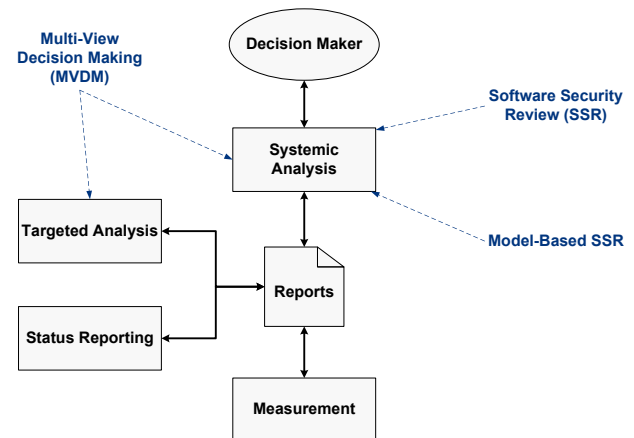 Multi-View
Decision Making
(MVDM)
Decision Maker
Software Security
Review (SSR)
Systemic
Analysis
Targeted Analysis
Model-Based SSR
Reports
Status Reporting
Measurement